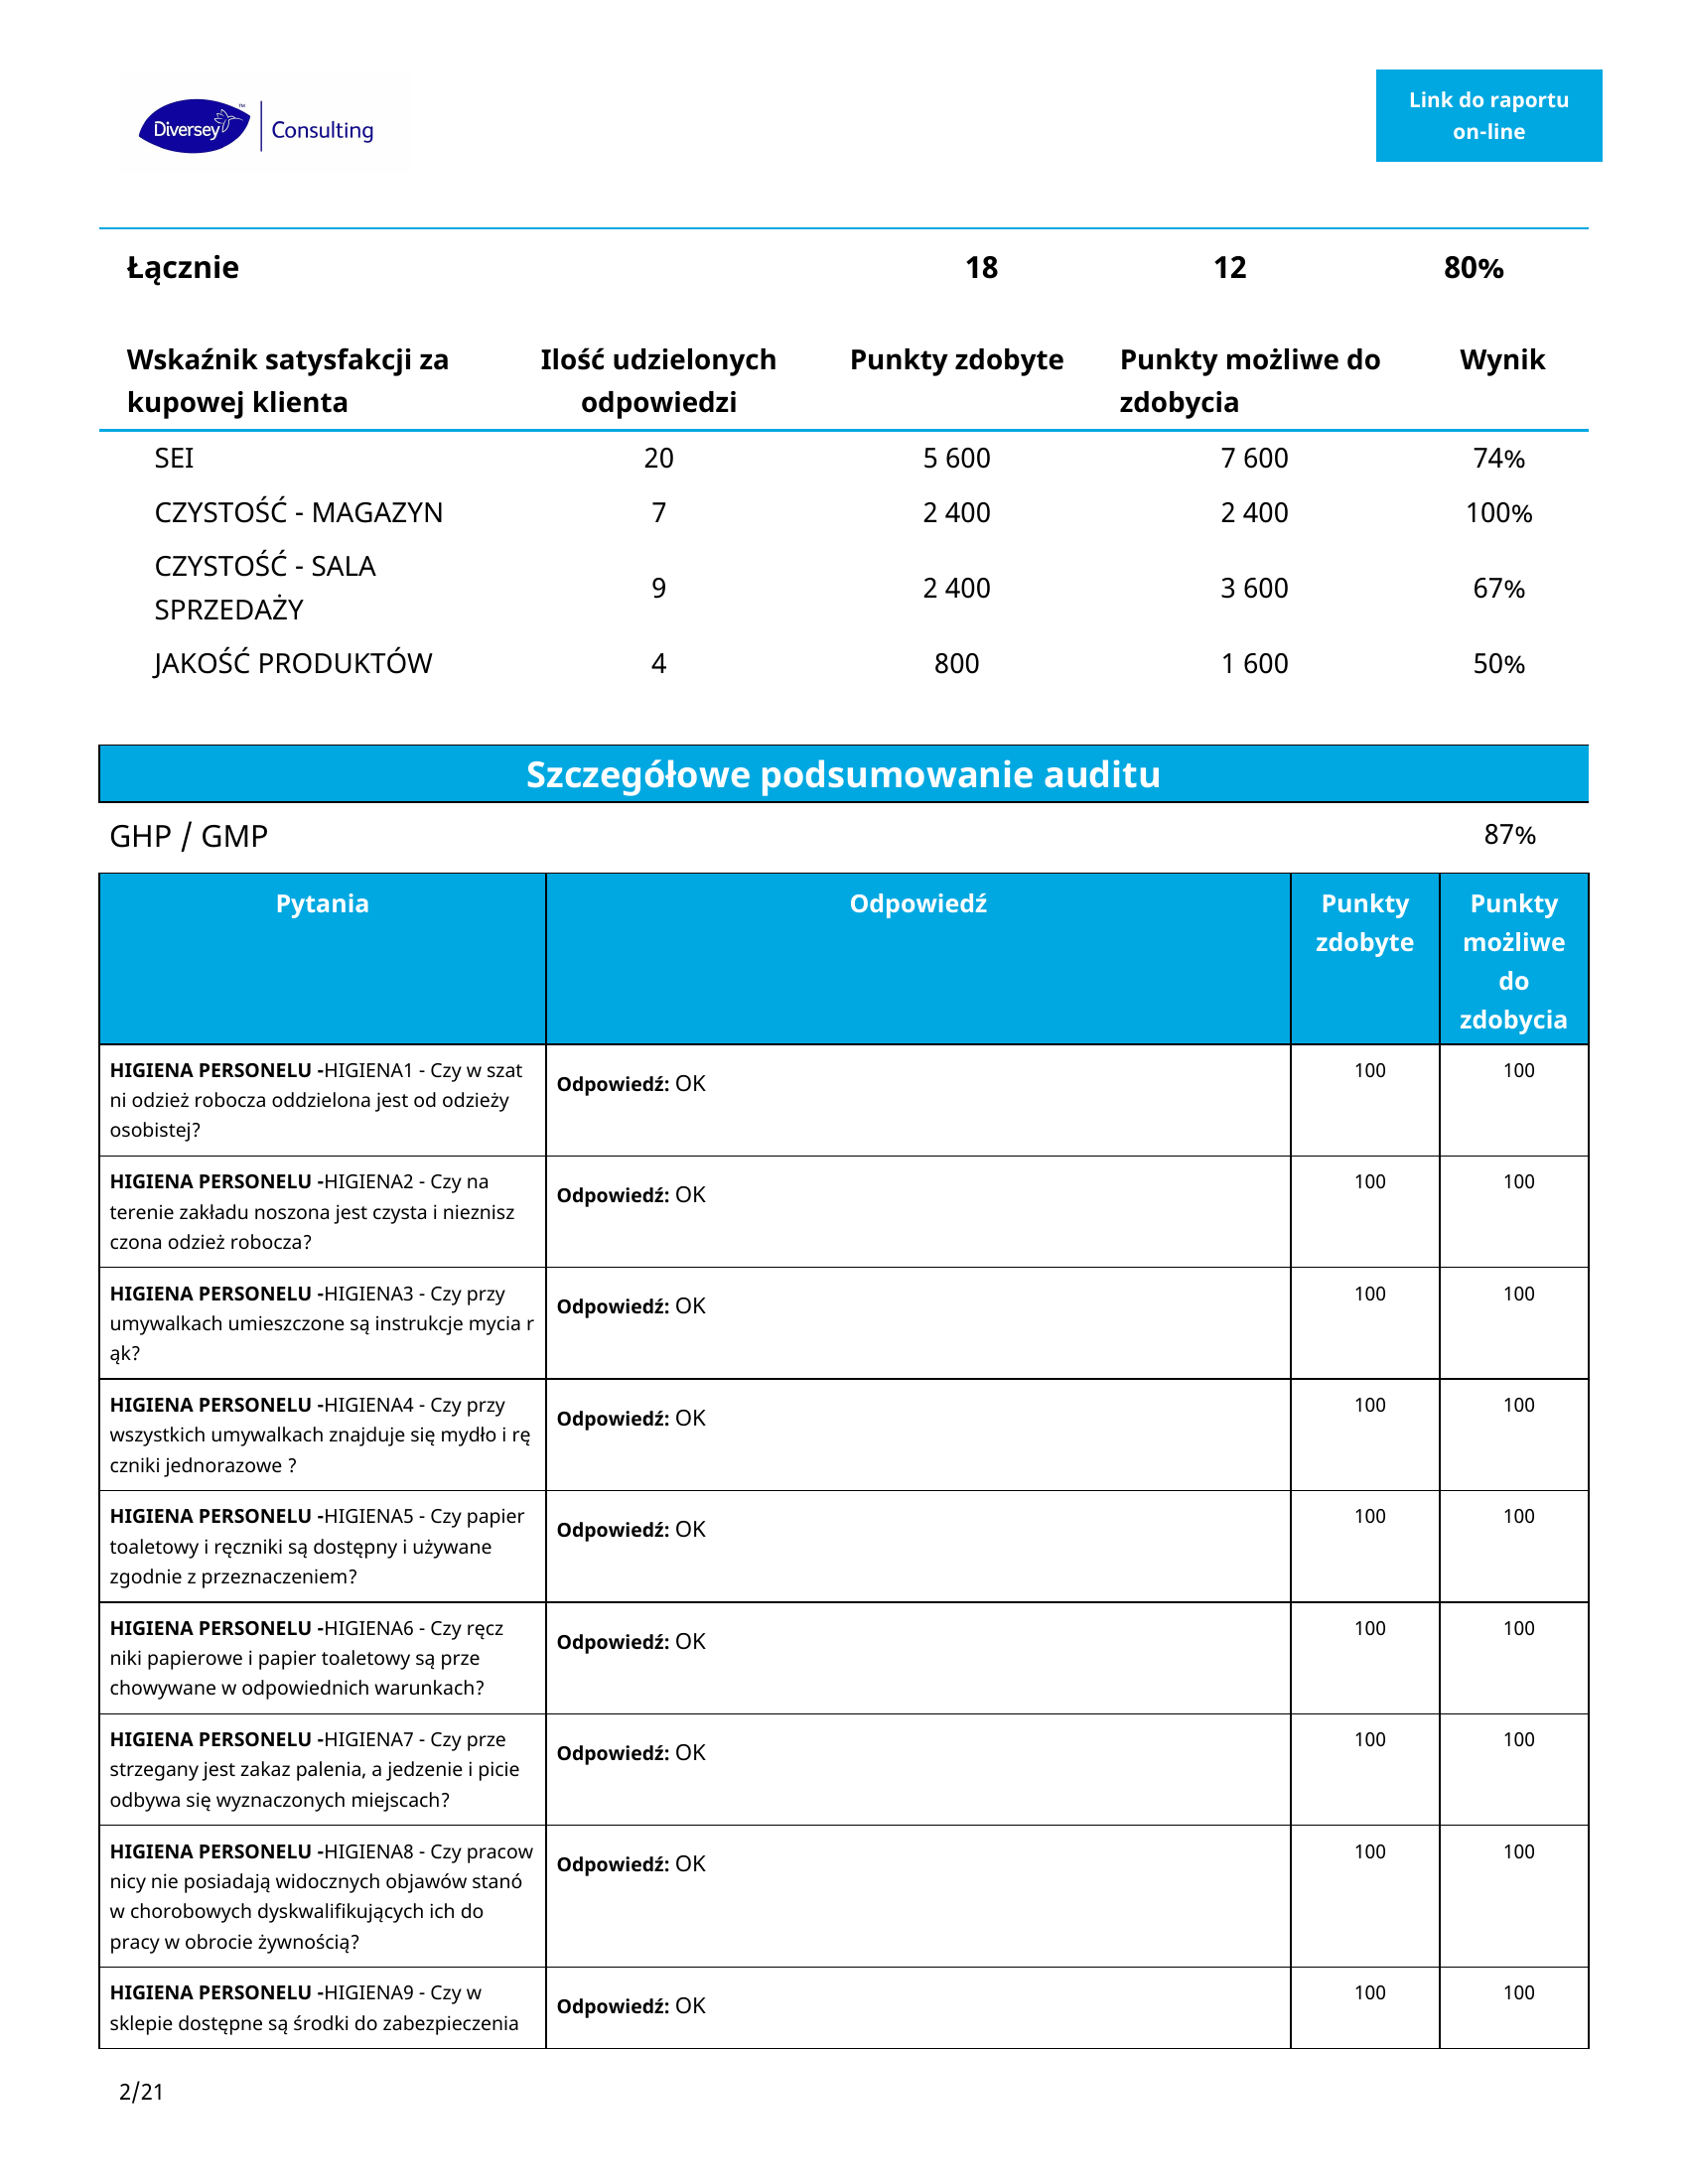 Diversey™ Consulting
Link do raportu
on-line
Łącznie 18 12 80%
Wskaźnik satysfakcji za Ilość udzielonych Punkty zdobyte Punkty możliwe do Wynik
kupowej klienta odpowiedzi zdobycia
SEI 20 5 600 7 600 74%
CZYSTOŚĆ - MAGAZYN 7 2 400 2 400 100%
CZYSTOŚĆ - SALA
SPRZEDAŻY 9 2 400 3 600 67%
JAKOŚĆ PRODUKTÓW 4 800 1 600 50%
Szczegółowe podsumowanie auditu
GHP / GMP 87%
Pytania Odpowiedź Punkty Punkty
zdobyte możliwe
do
zdobycia
HIGIENA PERSONELU -HIGIENA1 - Czy w szat Odpowiedź: OK 100 100
ni odzież robocza oddzielona jest od odzieży
osobistej?
HIGIENA PERSONELU -HIGIENA2 - Czy na Odpowiedź: OK 100 100
terenie zakładu noszona jest czysta i nieznisz
czona odzież robocza?
HIGIENA PERSONELU -HIGIENA3 - Czy przy Odpowiedź: OK 100 100
umywalkach umieszczone są instrukcje mycia r
ąk?
HIGIENA PERSONELU -HIGIENA4 - Czy przy Odpowiedź: OK 100 100
wszystkich umywalkach znajduje się mydło i rę
czniki jednorazowe ?
HIGIENA PERSONELU -HIGIENA5 - Czy papier Odpowiedź: OK 100 100
toaletowy i ręczniki są dostępny i używane
zgodnie z przeznaczeniem?
HIGIENA PERSONELU -HIGIENA6 - Czy ręcz Odpowiedź: OK 100 100
niki papierowe i papier toaletowy są prze
chowywane w odpowiednich warunkach?
HIGIENA PERSONELU -HIGIENA7 - Czy prze Odpowiedź: OK 100 100
strzegany jest zakaz palenia, a jedzenie i picie
odbywa się wyznaczonych miejscach?
HIGIENA PERSONELU -HIGIENA8 - Czy pracow Odpowiedź: OK 100 100
nicy nie posiadają widocznych objawów stanó
w chorobowych dyskwalifikujących ich do
pracy w obrocie żywnością?
HIGIENA PERSONELU -HIGIENA9 - Czy w Odpowiedź: OK 100 100
sklepie dostępne są środki do zabezpieczenia
2/21